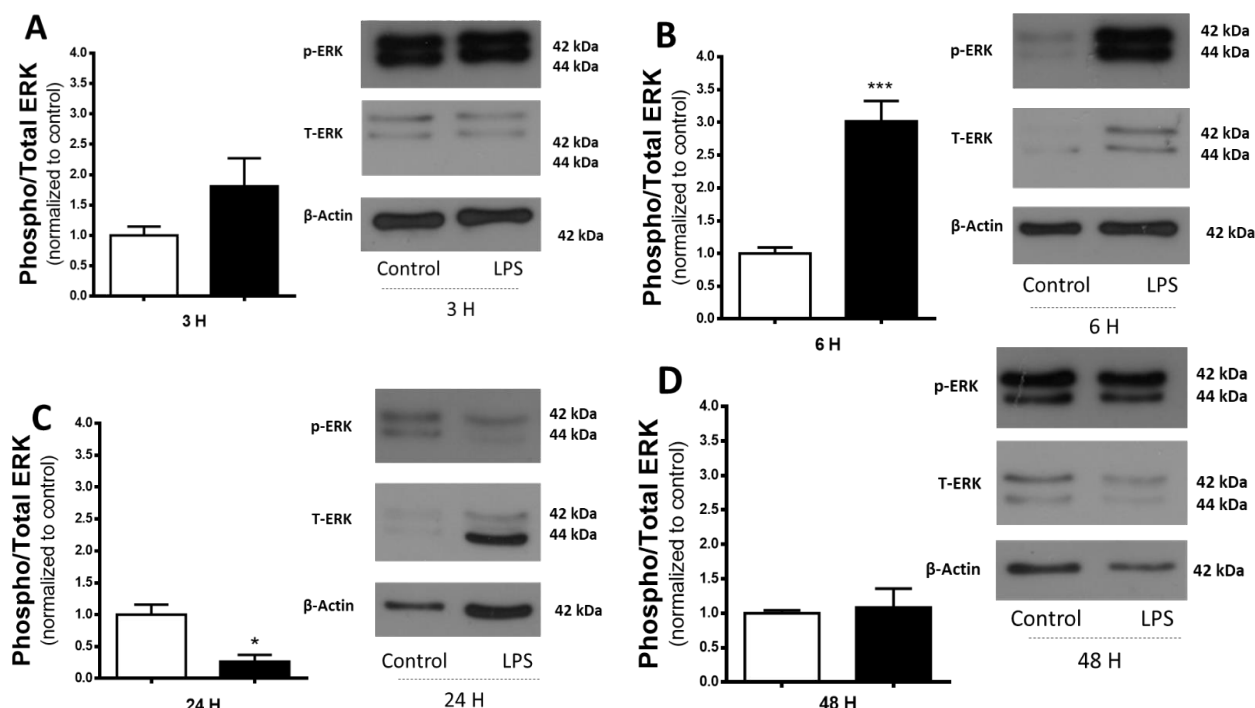 A
Phospho/Total ERK
(normalized to control)
4.0
3.5
3.0
2.5
2.0
1.5
1.0
0.5
0.0
3 H
p-ERK
42 kDa
44 kDa
T-ERK
42 kDa
44 kDa
β-Actin
42 kDa
Control LPS
3 H
B
Phospho/Total ERK
(normalized to control)
4.0
3.5
3.0
2.5
2.0
1.5
1.0
0.5
0.0
***
6 H
p-ERK
42 kDa
44 kDa
T-ERK
42 kDa
44 kDa
β-Actin
42 kDa
Control LPS
6 H
C
Phospho/Total ERK
(normalized to control)
4.0
3.5
3.0
2.5
2.0
1.5
1.0
0.5
0.0
*
24 H
p-ERK
42 kDa
44 kDa
T-ERK
42 kDa
44 kDa
β-Actin
42 kDa
Control LPS
24 H
D
Phospho/Total ERK
(normalized to control)
4.0
3.5
3.0
2.5
2.0
1.5
1.0
0.5
0.0
48 H
p-ERK
42 kDa
44 kDa
T-ERK
42 kDa
44 kDa
β-Actin
42 kDa
Control LPS
48 H